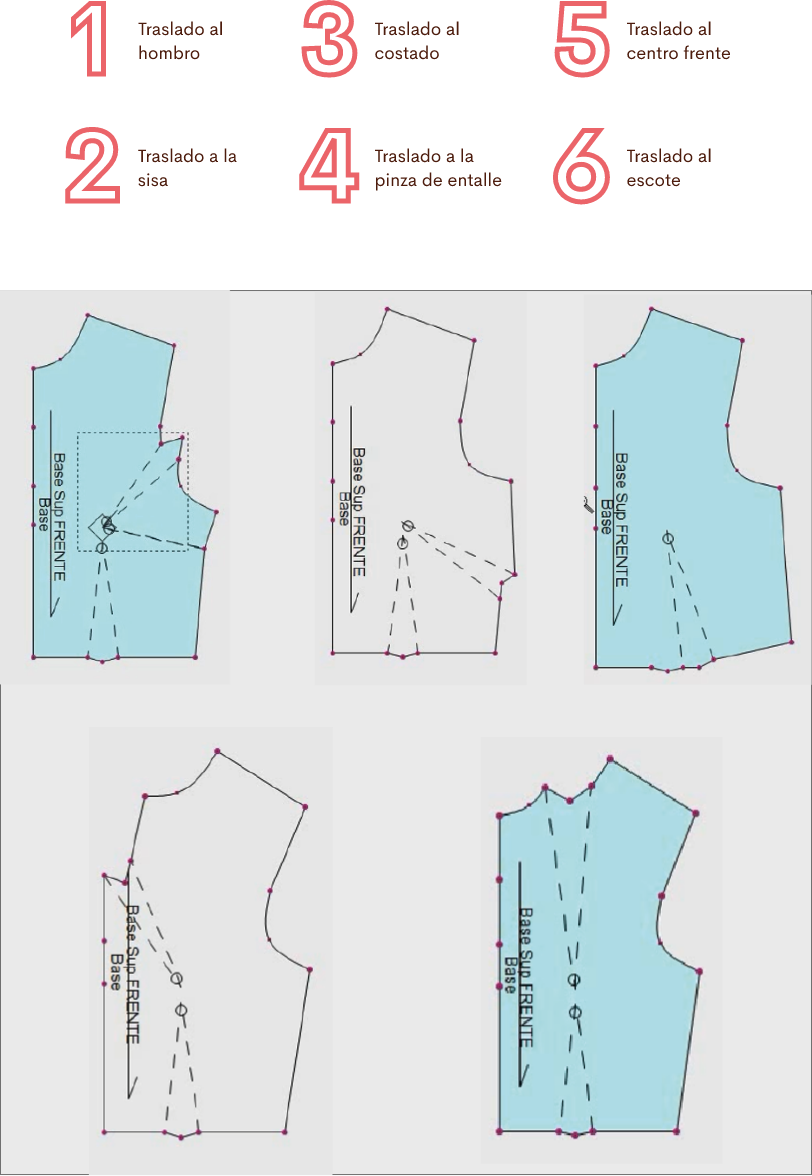 1 Traslado al
hombro
3 Traslado al
costado
5 Traslado al
centro frente
2 Traslado a la
sisa
4 Traslado a la
pinza de entalle
6 Traslado al
escote
Base Sup FRENTE
Base
Base Sup FRENTE
Base
Base Sup FRENTE
Base
Base Sup FRENTE
Base
Base Sup FRENTE
Base